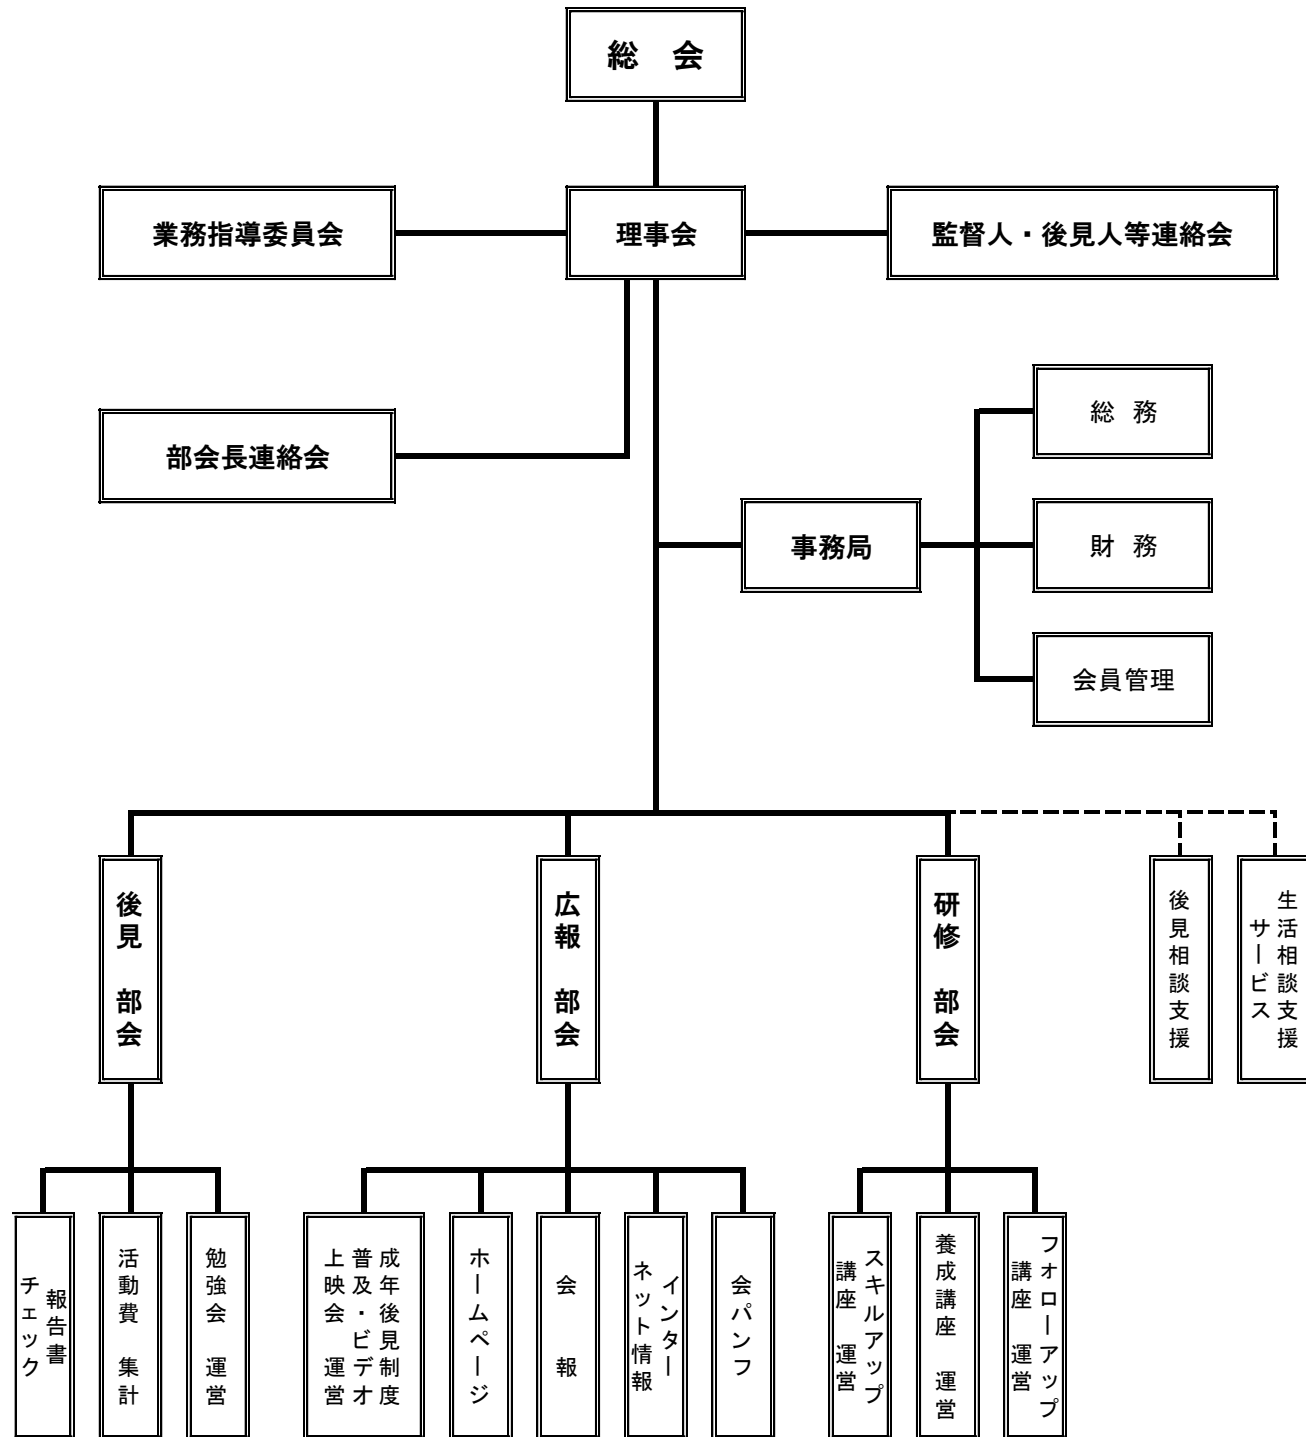 総　会
業務指導委員会
理事会
監督人・後見人等連絡会
総 務
部会長連絡会
事務局
財 務
会員管理
後見 部会
広報 部会
研修 部会
後見相談支援
生活相談支援
サービス
報告書
チェック
活動費 集計
勉強会 運営
成年後見制度
普及・ビデオ
上映会 運営
ホームページ
会 報
インター
ネット情報
会パンフ
スキルアップ
講座 運営
養成講座 運営
フォローアップ
講座 運営